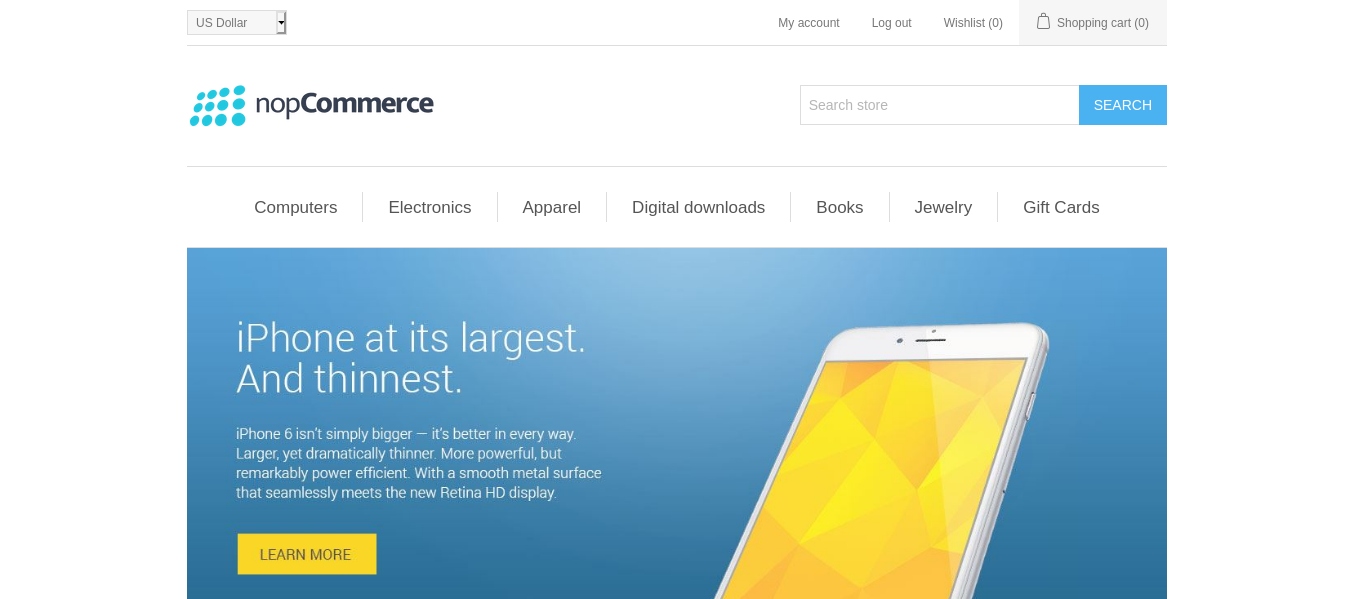 US Dollar
My account
Log out
Wishlist (0)
Shopping cart (0)
nopCommerce
Search store
SEARCH
Computers
Electronics
Apparel
Digital downloads
Books
Jewelry
Gift Cards
iPhone at its largest.
And thinnest.
iPhone 6 isn't simply bigger — it's better in every way.
Larger, yet dramatically thinner. More powerful, but
remarkably power efficient. With a smooth metal surface
that seamlessly meets the new Retina HD display.
LEARN MORE